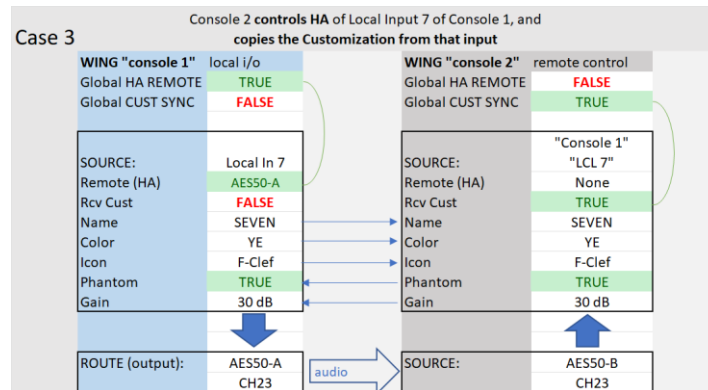 Case 3
Console 2 controls HA of Local Input 7 of Console 1, and
copies the Customization from that input
WING "console 1" local i/o WING "console 2" remote control
Global HA REMOTE TRUE Global HA REMOTE FALSE
Global CUST SYNC FALSE Global CUST SYNC TRUE
"Console 1"
SOURCE: Local In 7 SOURCE: "LCL 7"
Remote (HA) AES50-A Remote (HA) None
Rcv Cust FALSE Rcv Cust TRUE
Name SEVEN Name SEVEN
Color YE Color YE
Icon F-Clef Icon F-Clef
Phantom TRUE Phantom TRUE
Gain 30 dB Gain 30 dB
ROUTE (output): AES50-A audio SOURCE: AES50-B
CH23 CH23